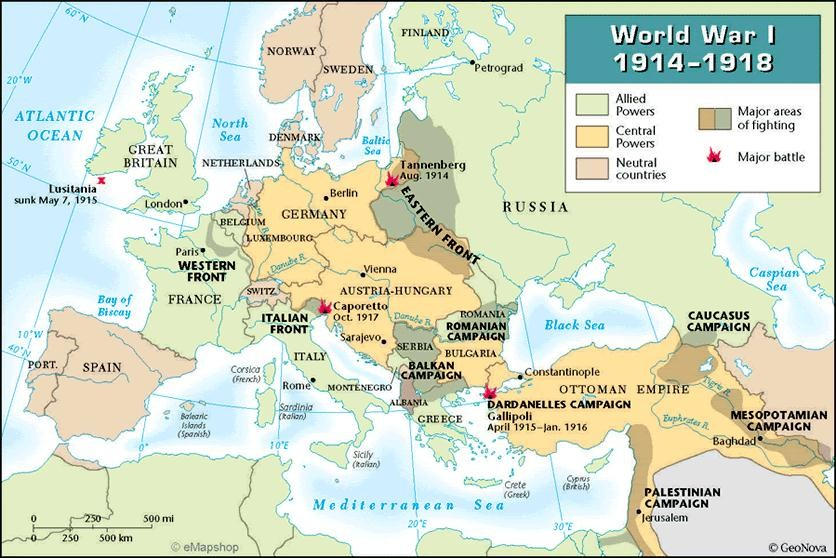 World War I
1914–1918
Allied
Powers
Central
Powers
Neutral
countries
Major areas
of fighting
Major battle
60°N
20°W
50°N
10°W
40°N
0°
10°E
20°E
30°E
ATLANTIC
OCEAN
North
Sea
Baltic
Sea
NORWAY
SWEDEN
FINLAND
Petrograd
DENMARK
GREAT
BRITAIN
NETHERLANDS
Lusitania
sunk May 7, 1915
London
Tannenberg
Aug. 1914
Berlin
GERMANY
EASTERN FRONT
RUSSIA
BELGIUM
LUXEMBOURG
Paris
WESTERN
FRONT
FRANCE
Danube R.
Vienna
AUSTRIA-HUNGARY
SWITZ.
Caporetto
Oct. 1917
ITALIAN
FRONT
Bay of
Biscay
Danube R.
Sarajevo
ROMANIA
ROMANIAN
CAMPAIGN
SERBIA
BULGARIA
BALKAN
CAMPAIGN
Black Sea
CAUCASUS
CAMPAIGN
Caspian
Sea
PORT.
SPAIN
Corsica
(French)
ITALY
Rome
MONTENEGRO
ALBANIA
GREECE
Sardinia
(Italian)
Balearic
Islands
(Spanish)
Sicily
(Italian)
Constantinople
OTTOMAN EMPIRE
DARDANELLES CAMPAIGN
Gallipoli
April 1915–Jan. 1916
Tigris R.
Euphrates R.
MESOPOTAMIAN
CAMPAIGN
Baghdad
Crete
(Greek)
Cyprus
(British)
Mediterranean Sea
PALESTINIAN
CAMPAIGN
Jerusalem
0 250 500 mi
0 250 500 km
© eMapshop
© GeoNova